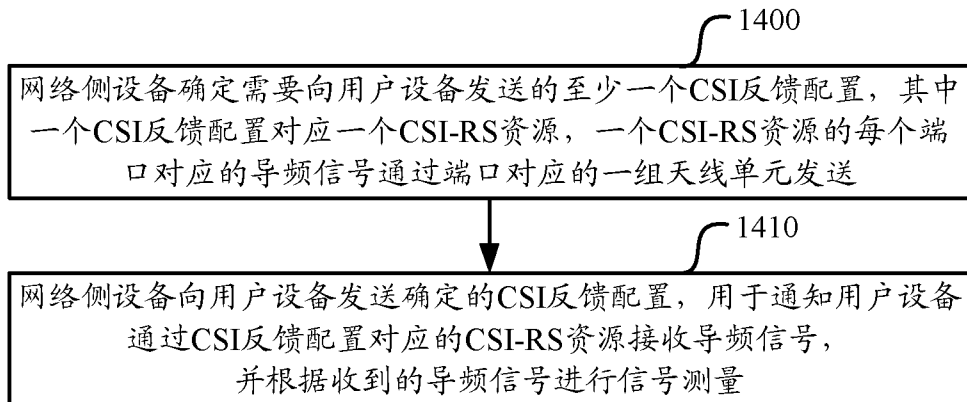 1400
网络侧设备确定需要向用户设备发送的至少一个CSI反馈配置，其中
一个CSI反馈配置对应一个CSI-RS资源，一个CSI-RS资源的每个端
口对应的导频信号通过端口对应的一组天线单元发送
1410
网络侧设备向用户设备发送确定的CSI反馈配置，用于通知用户设备
通过CSI反馈配置对应的CSI-RS资源接收导频信号，
并根据收到的导频信号进行信号测量